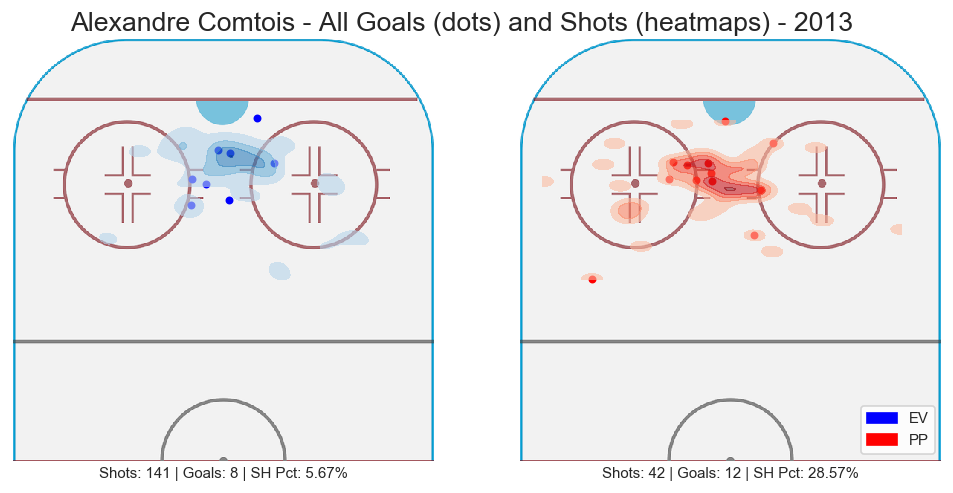 Alexandre Comtois - All Goals (dots) and Shots (heatmaps) - 2013
EV
PP
Shots: 141 | Goals: 8 | SH Pct: 5.67%
Shots: 42 | Goals: 12 | SH Pct: 28.57%